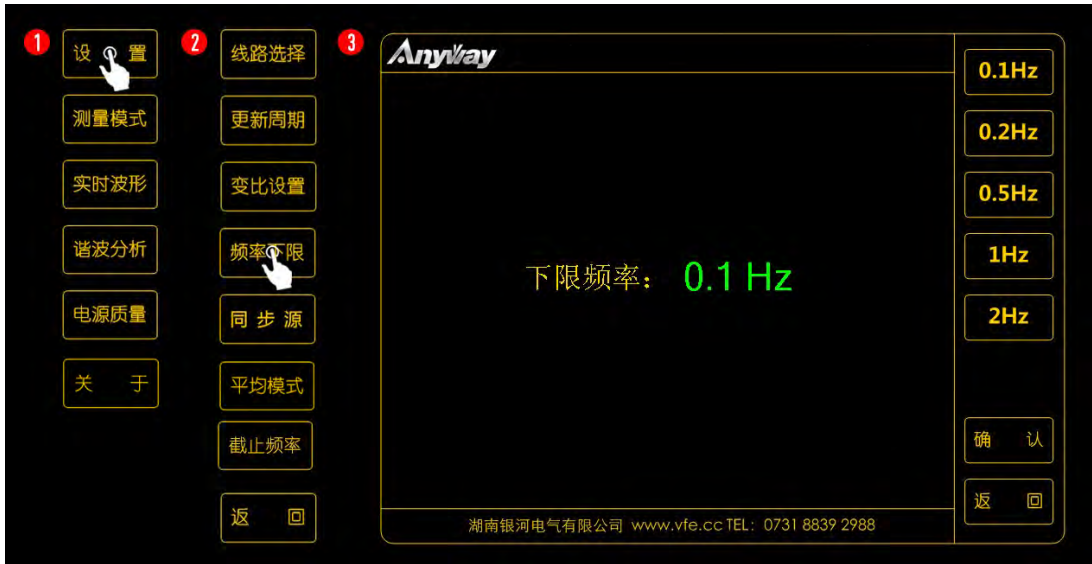 1
设 置
测量模式
实时波形
谐波分析
电源质量
关 于
2
线路选择
更新周期
变比设置
频率下限
同 步 源
平均模式
截止频率
返 回
3
Anyway
下限频率： 0.1 Hz
湖南银河电气有限公司 www.vfe.cc TEL：0731 8839 2988
0.1Hz
0.2Hz
0.5Hz
1Hz
2Hz
确 认
返 回